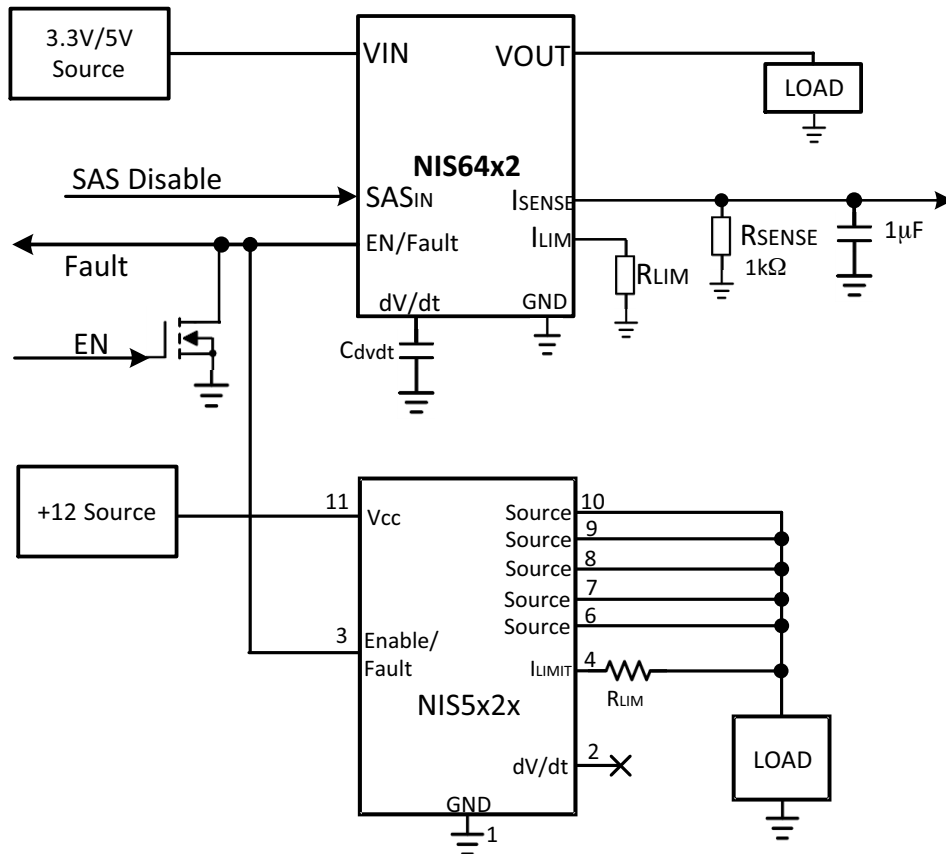 3.3V/5V
Source
VIN
VOUT
LOAD
NIS64x2
SAS Disable
SASIN
ISENSE
EN/Fault
ILIM
Fault
RLIM
RSENSE
1kΩ
1μF
dV/dt
GND
EN
Cdvdt
+12 Source
11
Vcc
Source
10
Source
9
Source
8
Source
7
Source
6
3
Enable/
Fault
ILIMIT
4
RLIM
NIS5x2x
dV/dt
2
LOAD
GND
1